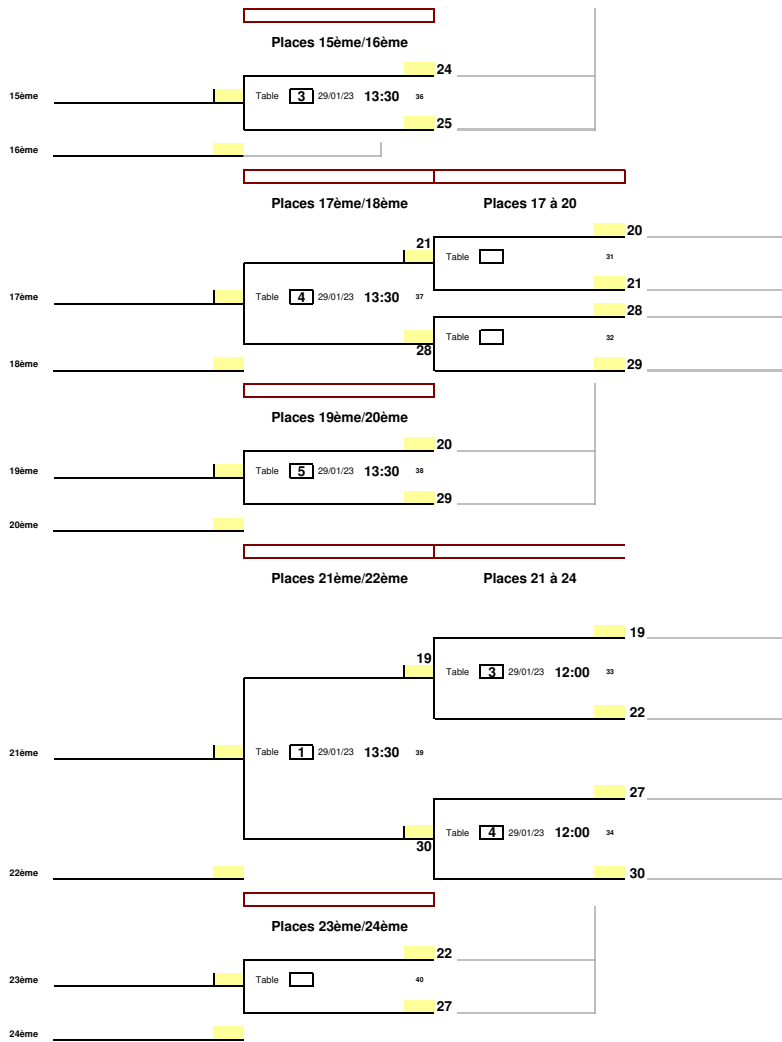 Places 15ème/16ème
24
15ème Table 3 29/01/23 13:30 36
25
16ème
Places 17ème/18ème Places 17 à 20
20
21
Table 31
21
17ème Table 4 29/01/23 13:30 37
28
Table 32
28
18ème 29
Places 19ème/20ème
20
19ème Table 5 29/01/23 13:30 38
29
20ème
Places 21ème/22ème Places 21 à 24
19
19
Table 3 29/01/23 12:00 33
22
21ème Table 1 29/01/23 13:30 39
27
Table 4 29/01/23 12:00 34
30
22ème 30
Places 23ème/24ème
22
23ème Table 40
27
24ème